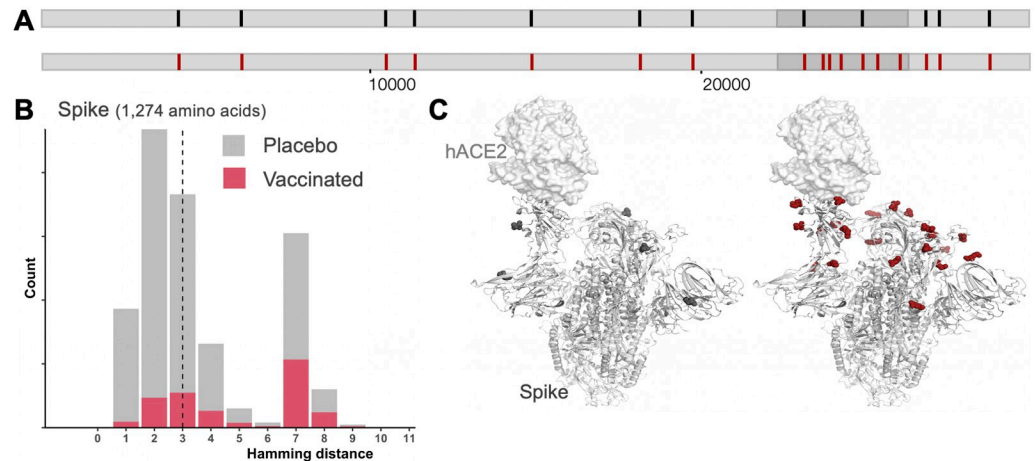 A
10000
20000
B Spike (1,274 amino acids)
Placebo
Vaccinated
Count
0 1 2 3 4 5 6 7 8 9 10 11
Hamming distance
C
hACE2
Spike